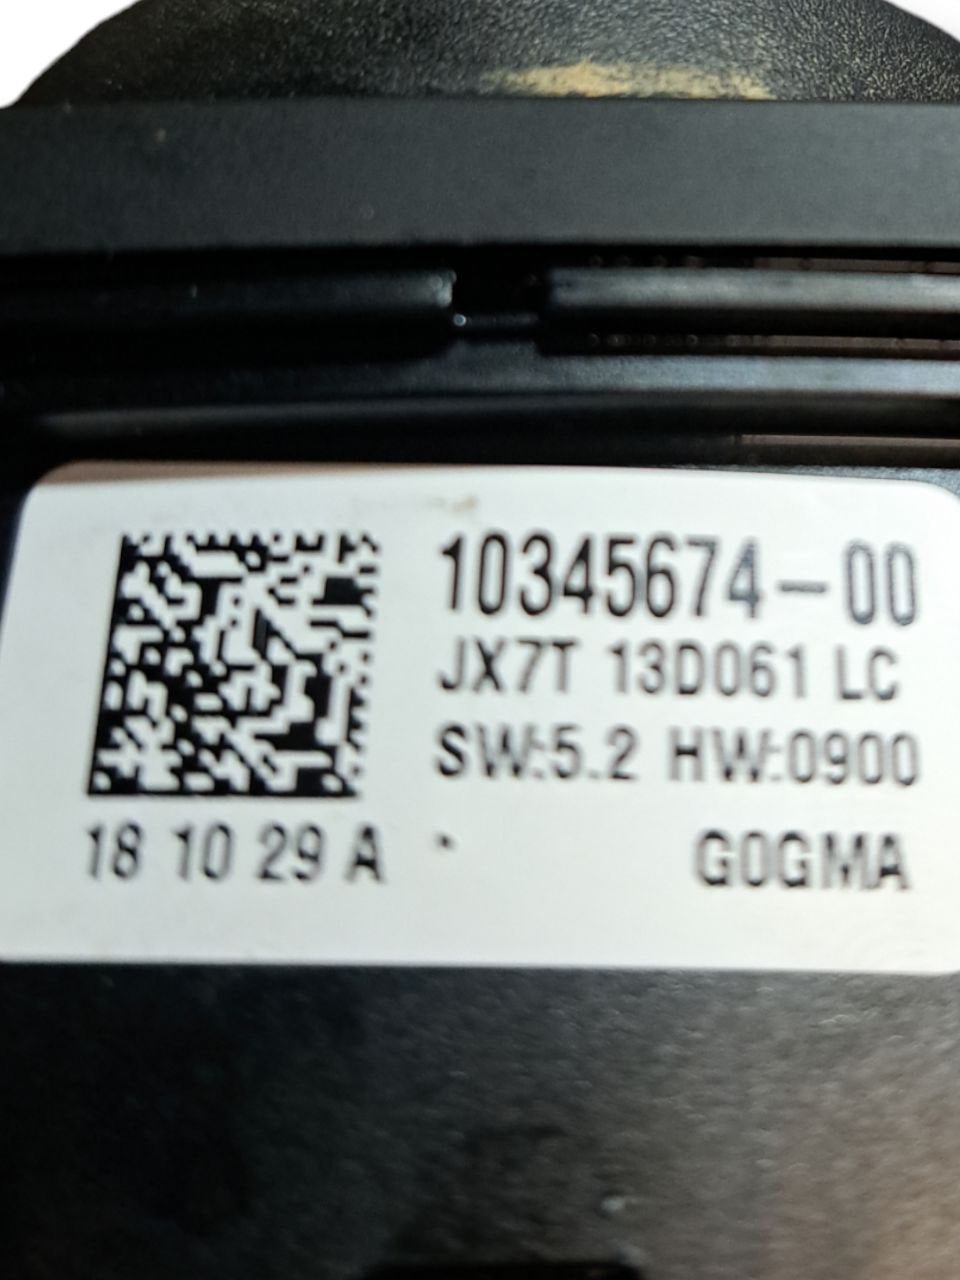 10345674-00
JX7T 13D061 LC
SW:5.2 HW:0900
18 10 29 A G0GMA